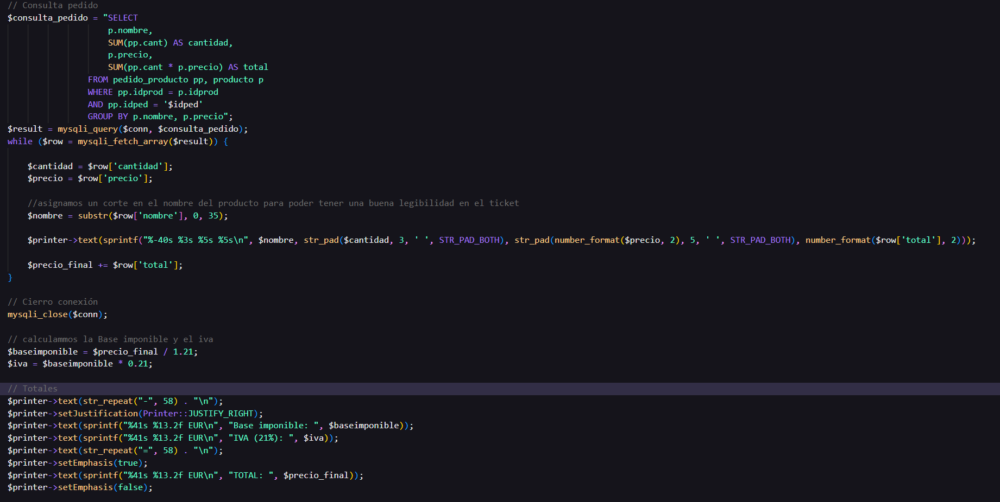 // Consulta pedido
$consulta_pedido = "SELECT
p.nombre,
SUM(pp.cant) AS cantidad,
p.precio,
SUM(pp.cant * p.precio) AS total
FROM pedido_producto pp, producto p
WHERE pp.idprod = p.idprod
AND pp.idped = '$idped'
GROUP BY p.nombre, p.precio";
$result = mysqli_query($conn, $consulta_pedido);
while ($row = mysqli_fetch_array($result)) {
$cantidad = $row['cantidad'];
$precio = $row['precio'];
//asignamos un corte en el nombre del producto para poder tener una buena legibilidad en el ticket
$nombre = substr($row['nombre'], 0, 35);
$printer->text(sprintf("%-40s %3s %5s %5s\n", $nombre, str_pad($cantidad, 3, ' ', STR_PAD_BOTH), str_pad(number_format($precio, 2), 5, ' ', STR_PAD_BOTH), number_format($row['total'], 2)));
$precio_final += $row['total'];
}
// Cierro conexión
mysqli_close($conn);
// calculammos la Base imponible y el iva
$baseimponible = $precio_final / 1.21;
$iva = $baseimponible * 0.21;
// Totales
$printer->text(str_repeat("-", 58) . "\n");
$printer->setJustification(Printer::JUSTIFY_RIGHT);
$printer->text(sprintf("%41s %13.2f EUR\n", "Base imponible: ", $baseimponible));
$printer->text(sprintf("%41s %13.2f EUR\n", "IVA (21%): ", $iva));
$printer->text(str_repeat("=", 58) . "\n");
$printer->setEmphasis(true);
$printer->text(sprintf("%41s %13.2f EUR\n", "TOTAL: ", $precio_final));
$printer->setEmphasis(false);